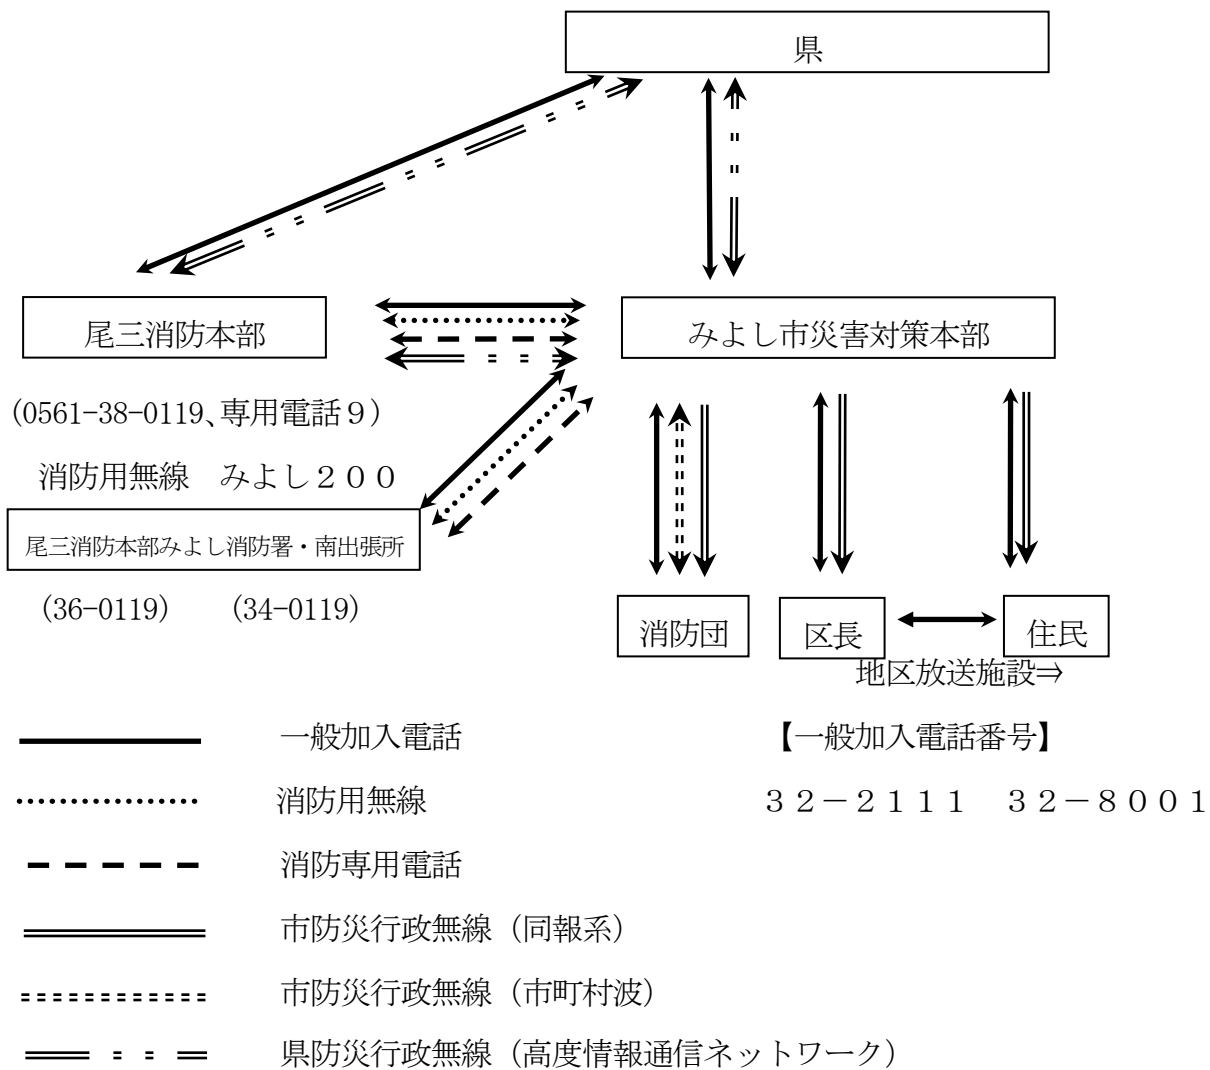 県
尾三消防本部
みよし市災害対策本部
(0561-38-0119、専用電話9)
消防用無線　みよし200
尾三消防本部みよし消防署・南出張所
(36-0119)　　(34-0119)
消防団
区長
住民
地区放送施設⇒
一般加入電話
【一般加入電話番号】
消防用無線
32-2111　32-8001
消防専用電話
市防災行政無線（同報系）
市防災行政無線（市町村波）
県防災行政無線（高度情報通信ネットワーク）